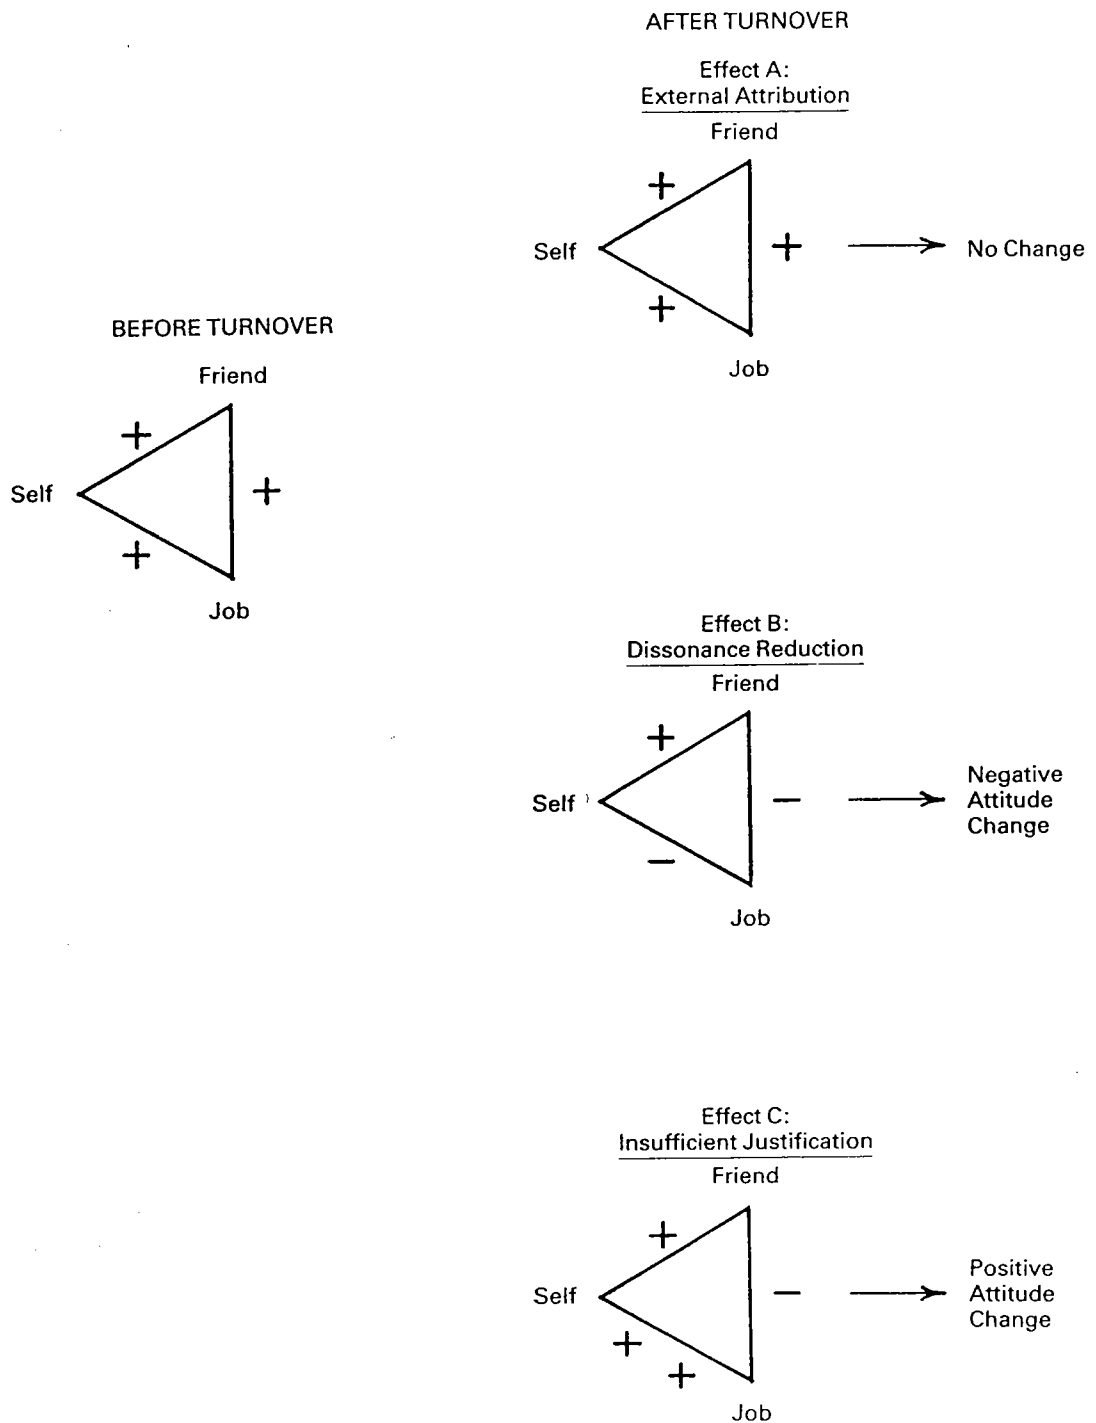 AFTER TURNOVER
Effect A:
External Attribution
Friend
+
Self
+
No Change
+
Job
BEFORE TURNOVER
Friend
+
Self
+
+
Job
Effect B:
Dissonance Reduction
Friend
+
Self
−
Negative
Attitude
Change
−
Job
Effect C:
Insufficient Justification
Friend
+
Self
−
Positive
Attitude
Change
+
+
Job